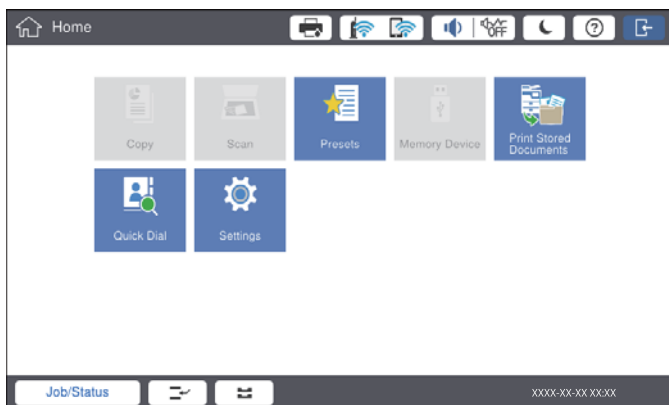 Home
OFF
?
Copy
Scan
Presets
Memory Device
Print Stored
Documents
Quick Dial
Settings
Job/Status
XXXX-XX-XX XX:XX